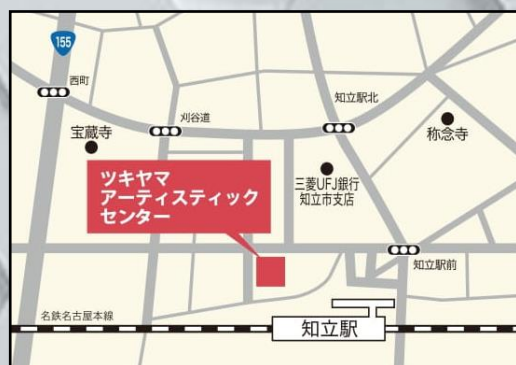 155
西町
刈谷道
知立駅北
宝蔵寺
称念寺
ツキヤマ
アーティスティック
センター
三菱UFJ銀行
知立市支店
知立駅前
名鉄名古屋本線
知立駅